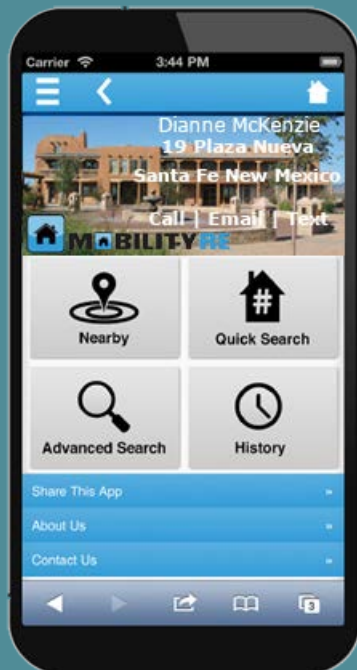 Carrier 3:44 PM
Dianne McKenzie
19 Plaza Nueva
Santa Fe New Mexico
Call | Email | Text
MOBILITYRE
#
Nearby Quick Search
Advanced Search History
Share This App »
About Us »
Contact Us »
3